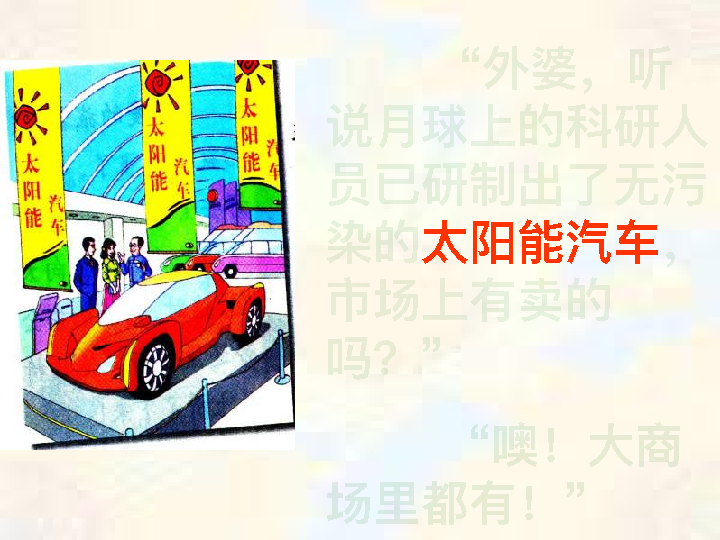 太阳能
汽车
太阳能
汽车
太阳能
汽车
“外婆，听
说月球上的科研人
员已研制出了无污
染的太阳能汽车，
市场上有卖的
吗？”
“噢！大商
场里都有！”